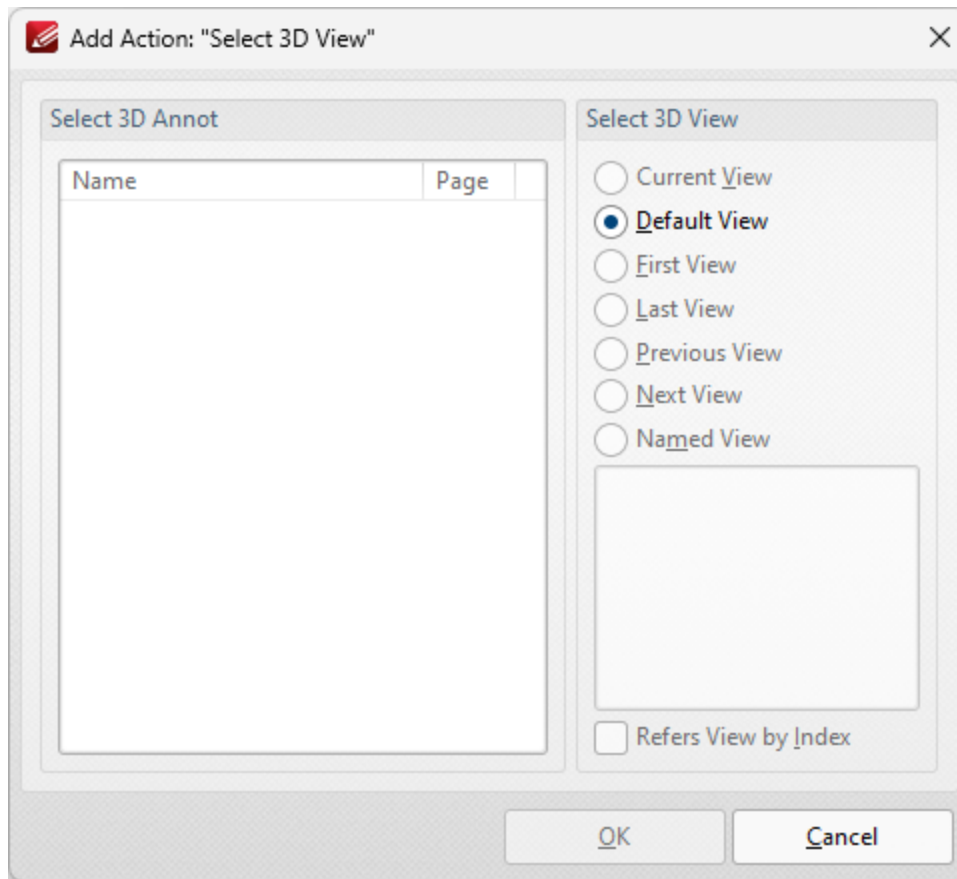 Add Action: "Select 3D View"
Select 3D Annot
Name Page
Select 3D View
Current View
Default View
First View
Last View
Previous View
Next View
Named View
Refers View by Index
OK Cancel